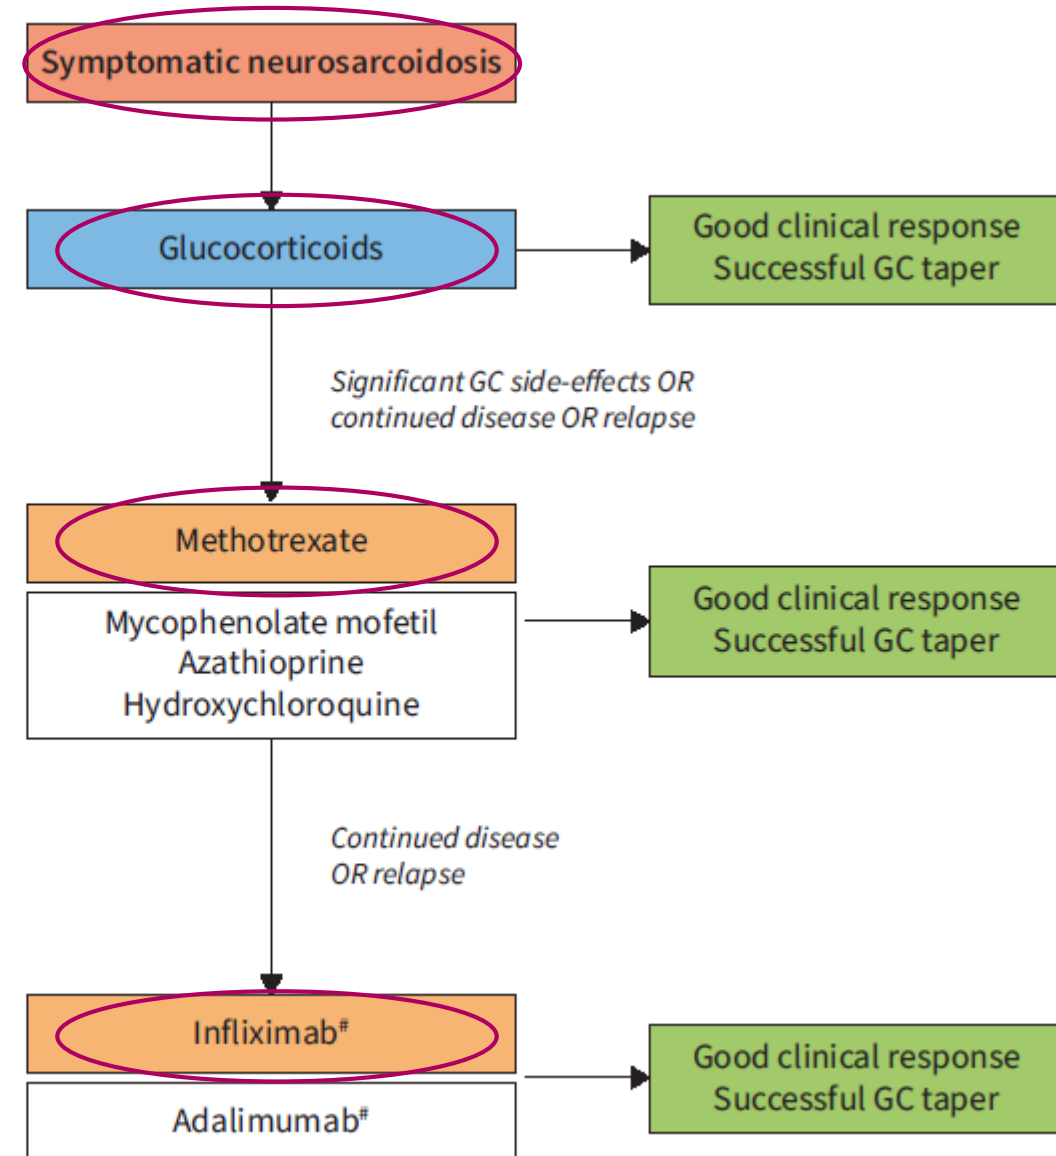 Symptomatic neurosarcoidosis
Glucocorticoids
Good clinical response
Successful GC taper
Significant GC side-effects OR
continued disease OR relapse
Methotrexate
Mycophenolate mofetil
Azathioprine
Hydroxychloroquine
Good clinical response
Successful GC taper
Continued disease
OR relapse
Infliximab#
Adalimumab#
Good clinical response
Successful GC taper